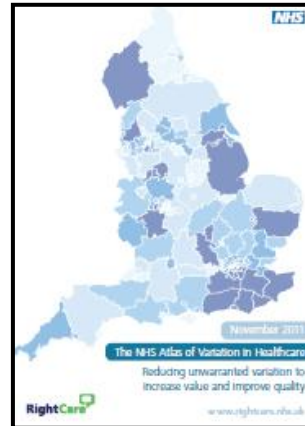 NHS
November 2011
The NHS Atlas of Variation in Healthcare
Reducing unwarranted variation to
increase value and improve quality
RightCare
www.rightcare.nhs.uk